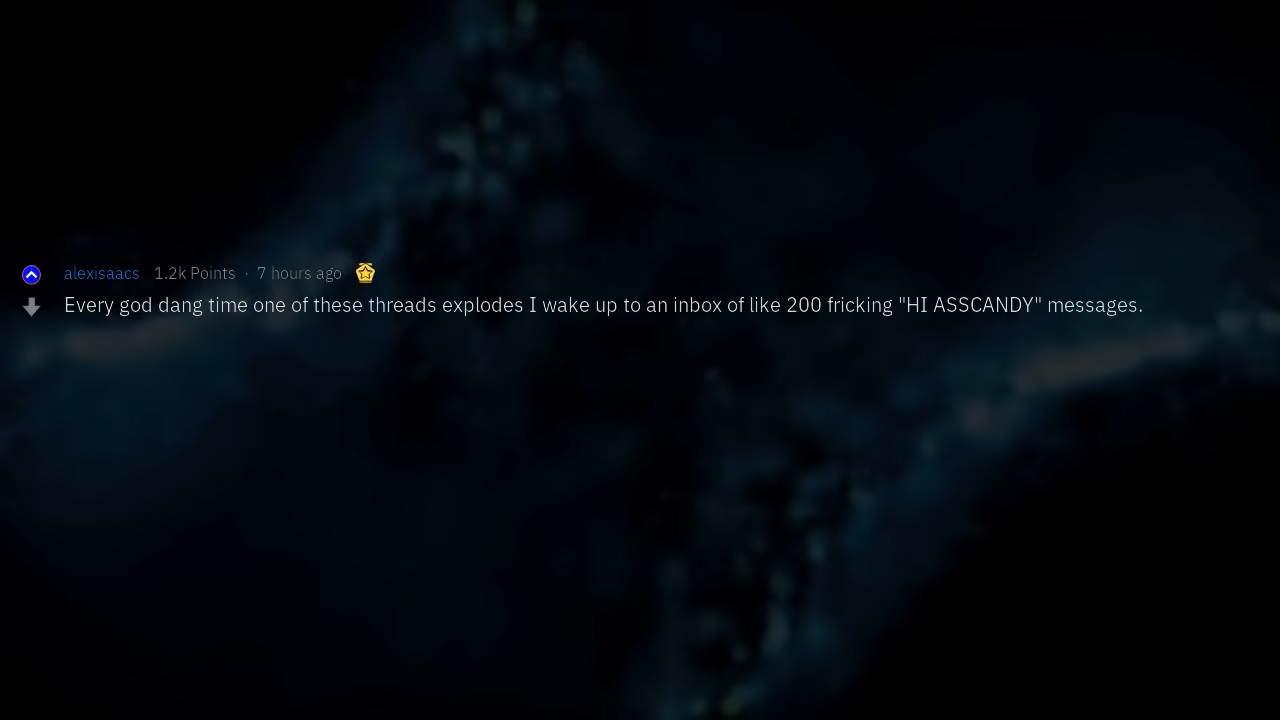 alexisaacs 1.2k Points · 7 hours ago
Every god dang time one of these threads explodes I wake up to an inbox of like 200 fricking "HI ASSCANDY" messages.